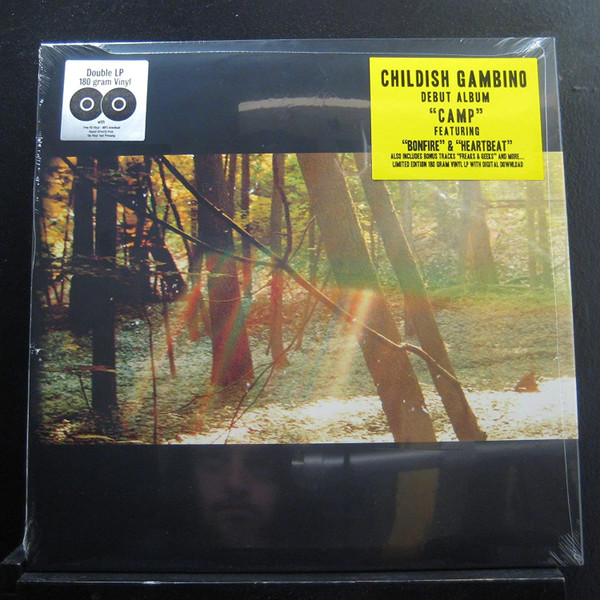 Double LP
180 gram Vinyl
with
CHILDISH GAMBINO
DEBUT ALBUM
"CAMP"
FEATURING
"BONFIRE" & "HEARTBEAT"
ALSO INCLUDES BONUS TRACKS "FREAKS & GEEKS" AND MORE...
LIMITED EDITION 180 GRAM VINYL LP WITH DIGITAL DOWNLOAD